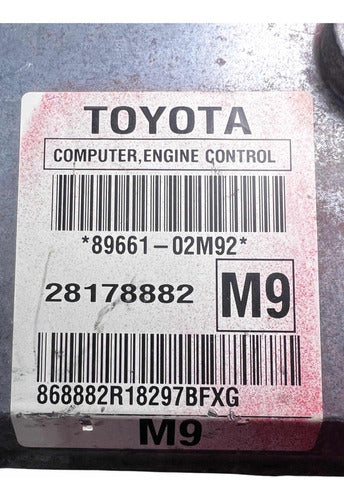 TOYOTA
COMPUTER,ENGINE CONTROL
*89661-02M92*
28178882
M9
868882R18297BFXG
M9